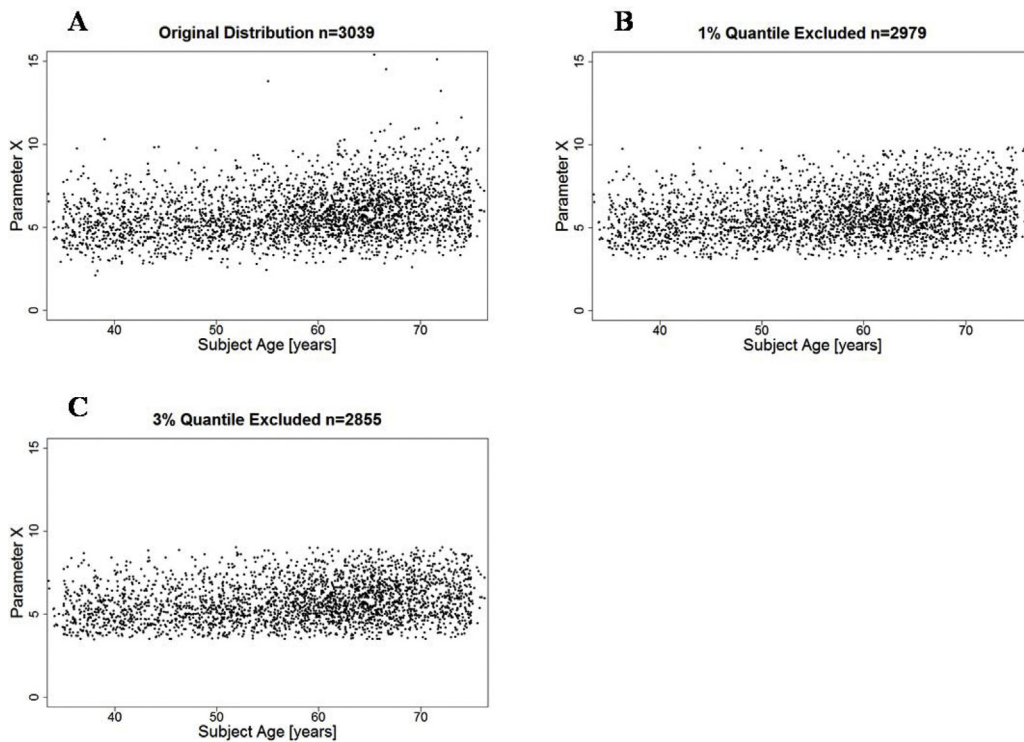 A
Original Distribution n=3039
Parameter X
15
10
5
0
40 50 60 70
Subject Age [years]
B
1% Quantile Excluded n=2979
Parameter X
15
10
5
0
40 50 60 70
Subject Age [years]
C
3% Quantile Excluded n=2855
Parameter X
15
10
5
0
40 50 60 70
Subject Age [years]